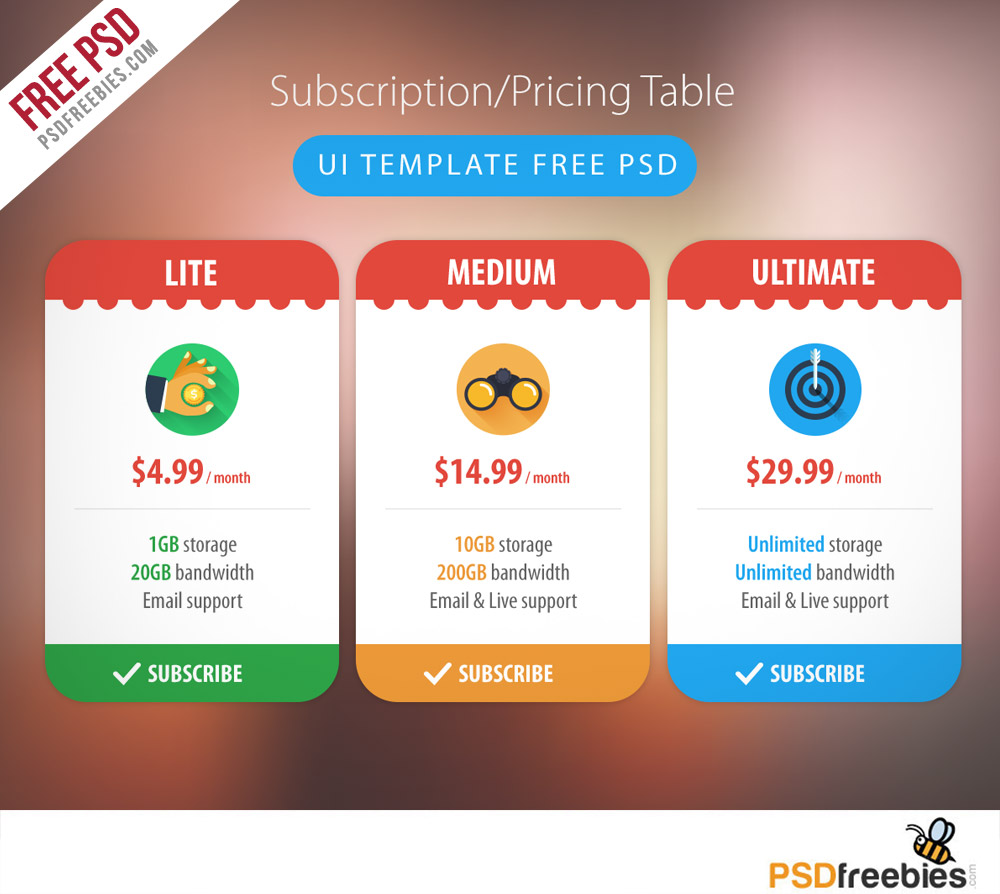 FREE PSD
PSDFREEBIES.COM
Subscription/Pricing Table
UI TEMPLATE FREE PSD
LITE
$
$4.99 / month
1GB storage
20GB bandwidth
Email support
SUBSCRIBE
MEDIUM
$14.99 / month
10GB storage
200GB bandwidth
Email & Live support
SUBSCRIBE
ULTIMATE
$29.99 / month
Unlimited storage
Unlimited bandwidth
Email & Live support
SUBSCRIBE
PSDfreebies.com